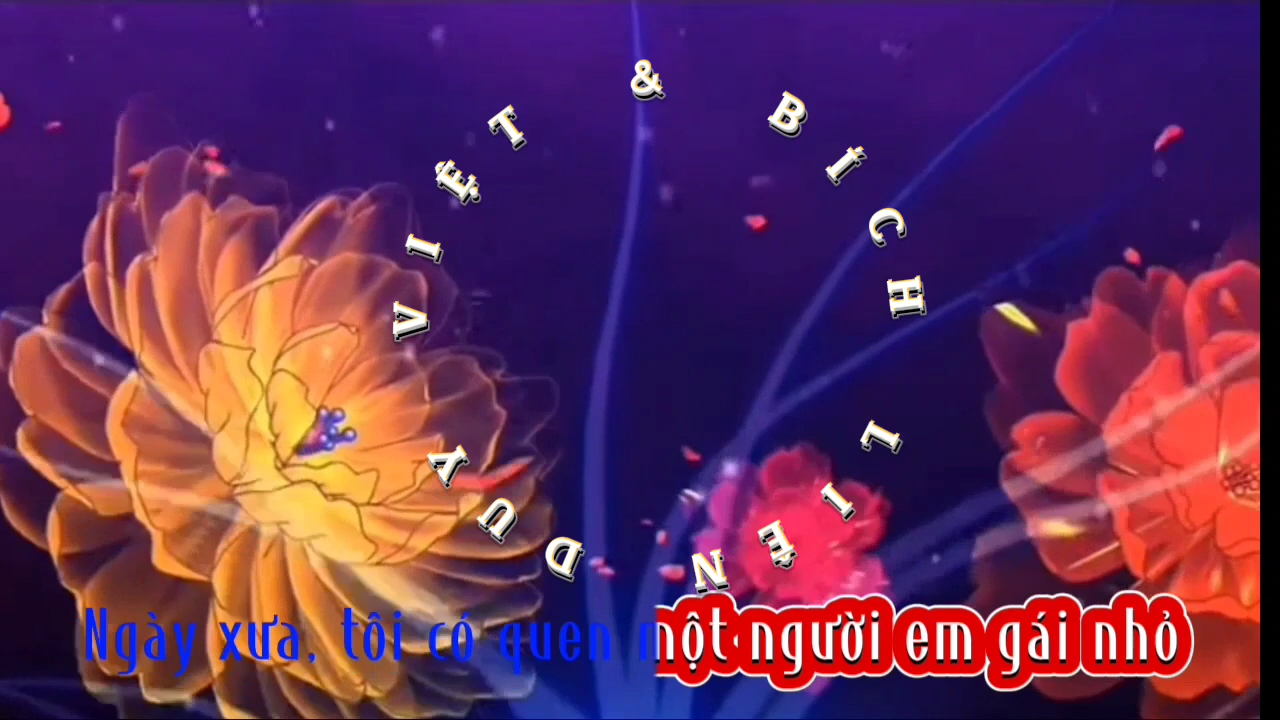 DUY VIỆT & BÍCH LIÊN
Ngày xưa, tôi có quen một người em gái nhỏ